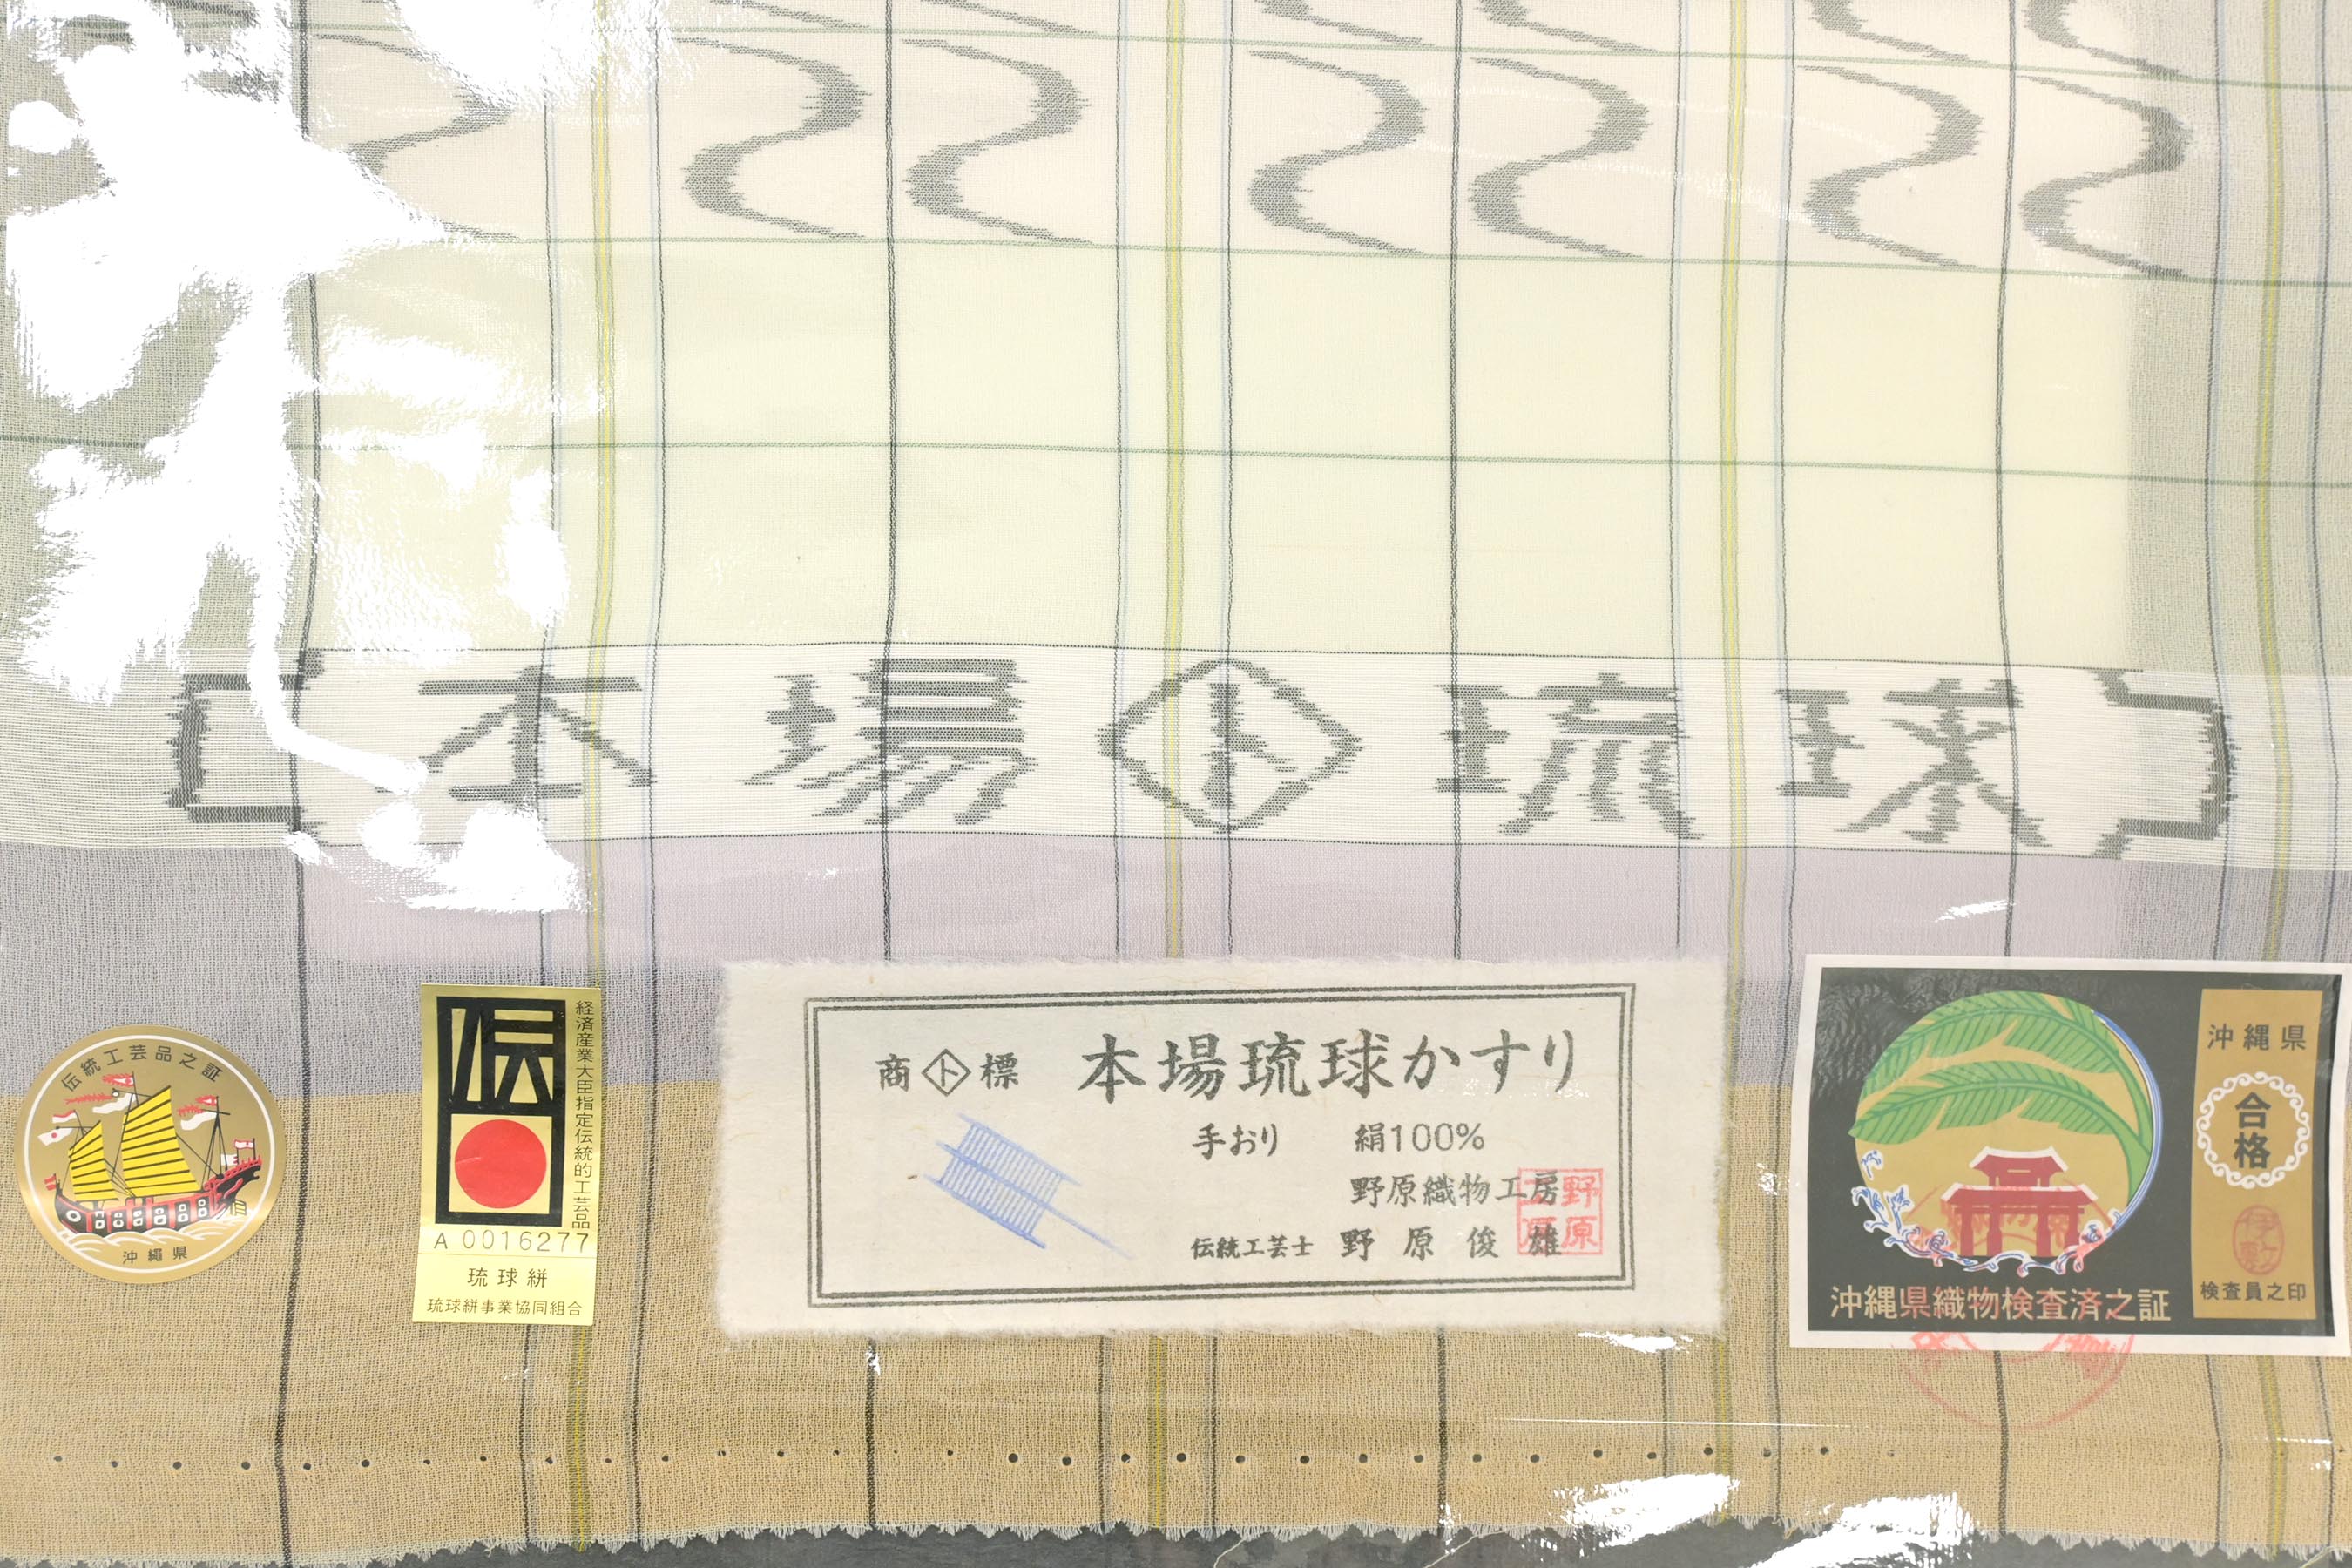 本場ト琉球
伝統工芸品之証
沖縄県
伝
経済産業大臣指定伝統的工芸品
A 0016277
琉球絣
琉球絣事業協同組合
商ト標 本場琉球かすり
手おり 絹100%
野原織物工房
伝統工芸士 野原俊雄
野原
沖縄県
合格
検査員之印
沖縄県織物検査済之証